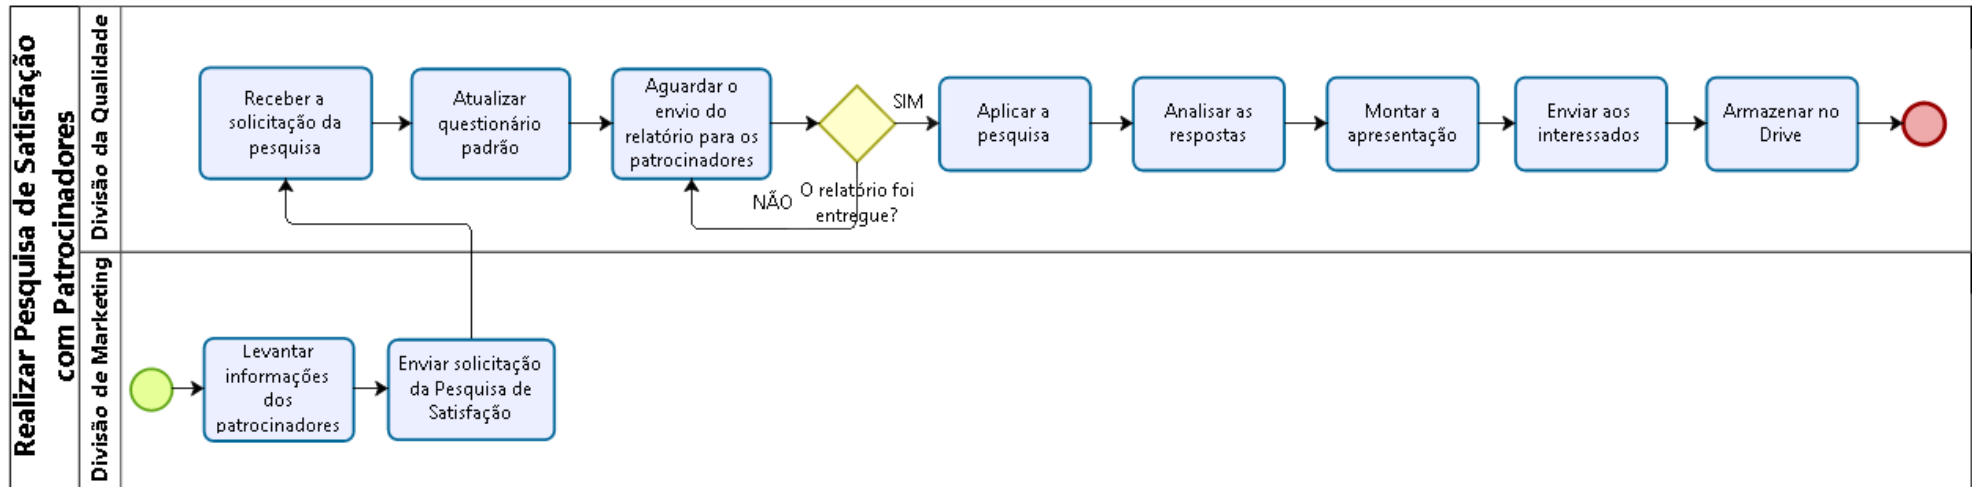 Realizar Pesquisa de Satisfação
com Patrocinadores
Divisão da Qualidade
Receber a
solicitação da
pesquisa
Atualizar
questionário
padrão
Aguardar o
envio do
relatório para os
patrocinadores
SIM
NÃO
O relatório foi
entregue?
Aplicar a
pesquisa
Analisar as
respostas
Montar a
apresentação
Enviar aos
interessados
Armazenar no
Drive
Divisão de Marketing
Levantar
informações
dos
patrocinadores
Enviar solicitação
da Pesquisa de
Satisfação